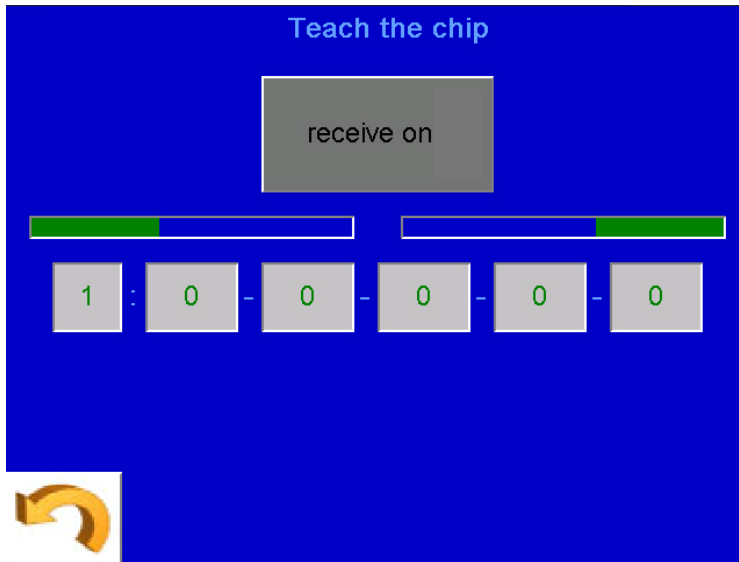 Teach the chip
receive on
1 : 0 - 0 - 0 - 0 - 0